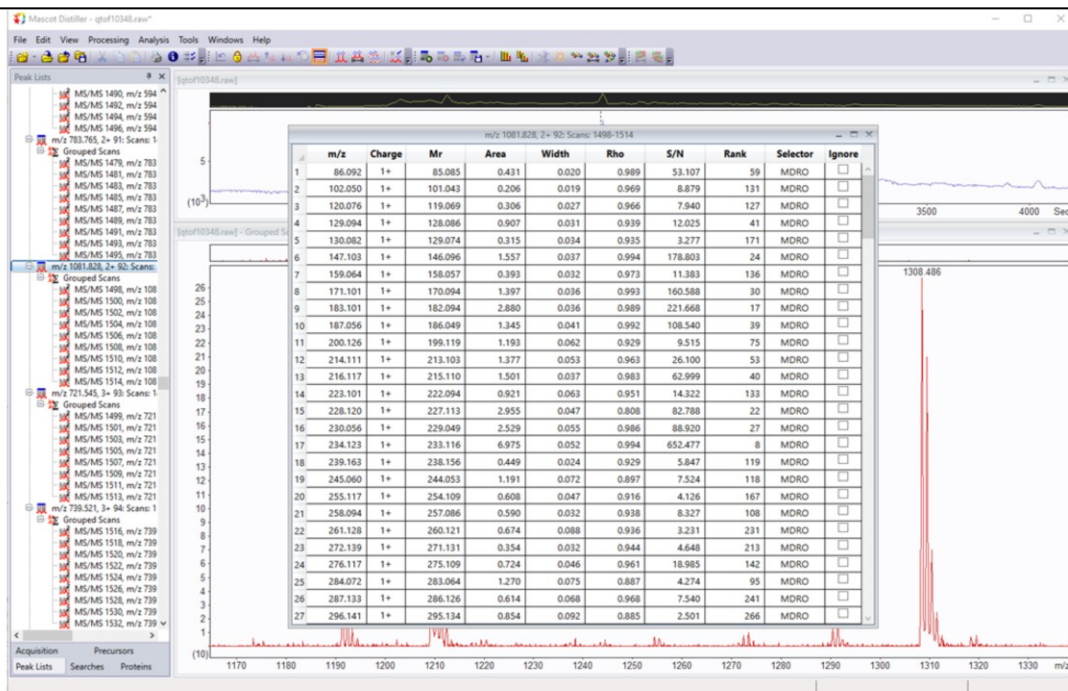 Mascot Distiller - qtof10348.raw*
File Edit View Processing Analysis Tools Windows Help
Peak Lists
MS/MS 1490, m/z 594
MS/MS 1492, m/z 594
MS/MS 1494, m/z 594
MS/MS 1496, m/z 594
m/z 783.765, 2+ 91: Scans: 1-
Grouped Scans
MS/MS 1479, m/z 783
MS/MS 1481, m/z 783
MS/MS 1483, m/z 783
MS/MS 1485, m/z 783
MS/MS 1487, m/z 783
MS/MS 1489, m/z 783
MS/MS 1491, m/z 783
MS/MS 1493, m/z 783
MS/MS 1495, m/z 783
m/z 1081.828, 2+ 92: Scans:
Grouped Scans
MS/MS 1498, m/z 108
MS/MS 1500, m/z 108
MS/MS 1502, m/z 108
MS/MS 1504, m/z 108
MS/MS 1506, m/z 108
MS/MS 1508, m/z 108
MS/MS 1510, m/z 108
MS/MS 1512, m/z 108
MS/MS 1514, m/z 108
m/z 721.545, 3+ 93: Scans: 1-
Grouped Scans
MS/MS 1499, m/z 721
MS/MS 1501, m/z 721
MS/MS 1503, m/z 721
MS/MS 1505, m/z 721
MS/MS 1507, m/z 721
MS/MS 1509, m/z 721
MS/MS 1511, m/z 721
MS/MS 1513, m/z 721
m/z 739.521, 3+ 94: Scans: 1
Grouped Scans
MS/MS 1516, m/z 739
MS/MS 1518, m/z 739
MS/MS 1520, m/z 739
MS/MS 1522, m/z 739
MS/MS 1524, m/z 739
MS/MS 1526, m/z 739
MS/MS 1528, m/z 739
MS/MS 1530, m/z 739
MS/MS 1532, m/z 739
Acquisition Precursors
Peak Lists Searches Proteins
[qtof10348.raw]
5
(10³)
3500 4000 Sec
[qtof10348.raw] - Grouped Sc
m/z 1081.828, 2+ 92: Scans: 1498-1514
m/z Charge Mr Area Width Rho S/N Rank Selector Ignore
1 86.092 1+ 85.085 0.431 0.020 0.989 53.107 59 MDRO
2 102.050 1+ 101.043 0.206 0.019 0.969 8.879 131 MDRO
3 120.076 1+ 119.069 0.306 0.027 0.966 7.940 127 MDRO
4 129.094 1+ 128.086 0.907 0.031 0.939 12.025 41 MDRO
5 130.082 1+ 129.074 0.315 0.034 0.935 3.277 171 MDRO
6 147.103 1+ 146.096 1.557 0.037 0.994 178.803 24 MDRO
7 159.064 1+ 158.057 0.393 0.032 0.973 11.383 136 MDRO
8 171.101 1+ 170.094 1.397 0.036 0.993 160.588 30 MDRO
9 183.101 1+ 182.094 2.880 0.036 0.989 221.668 17 MDRO
10 187.056 1+ 186.049 1.345 0.041 0.992 108.540 39 MDRO
11 200.126 1+ 199.119 1.193 0.062 0.929 9.515 75 MDRO
12 214.111 1+ 213.103 1.377 0.053 0.963 26.100 53 MDRO
13 216.117 1+ 215.110 1.501 0.037 0.983 62.999 40 MDRO
14 223.101 1+ 222.094 0.921 0.063 0.951 14.322 133 MDRO
15 228.120 1+ 227.113 2.955 0.047 0.808 82.788 22 MDRO
16 230.056 1+ 229.049 2.529 0.055 0.986 88.920 27 MDRO
17 234.123 1+ 233.116 6.975 0.052 0.994 652.477 8 MDRO
18 239.163 1+ 238.156 0.449 0.024 0.929 5.847 119 MDRO
19 245.060 1+ 244.053 1.191 0.072 0.897 7.524 118 MDRO
20 255.117 1+ 254.109 0.608 0.047 0.916 4.126 167 MDRO
21 258.094 1+ 257.086 0.590 0.032 0.938 8.327 108 MDRO
22 261.128 1+ 260.121 0.674 0.088 0.936 3.231 231 MDRO
23 272.139 1+ 271.131 0.354 0.032 0.944 4.648 213 MDRO
24 276.117 1+ 275.109 0.724 0.046 0.961 18.985 142 MDRO
25 284.072 1+ 283.064 1.270 0.075 0.887 4.274 95 MDRO
26 287.133 1+ 286.126 0.614 0.068 0.968 7.540 241 MDRO
27 296.141 1+ 295.134 0.854 0.092 0.885 2.501 266 MDRO
1308.486
26
25
24
23
22
21
20
19
18
17
16
15
14
13
12
11
10
9
8
7
6
5
4
3
2
1
(10)
1170 1180 1190 1200 1210 1220 1230 1240 1250 1260 1270 1280 1290 1300 1310 1320 1330 m/z